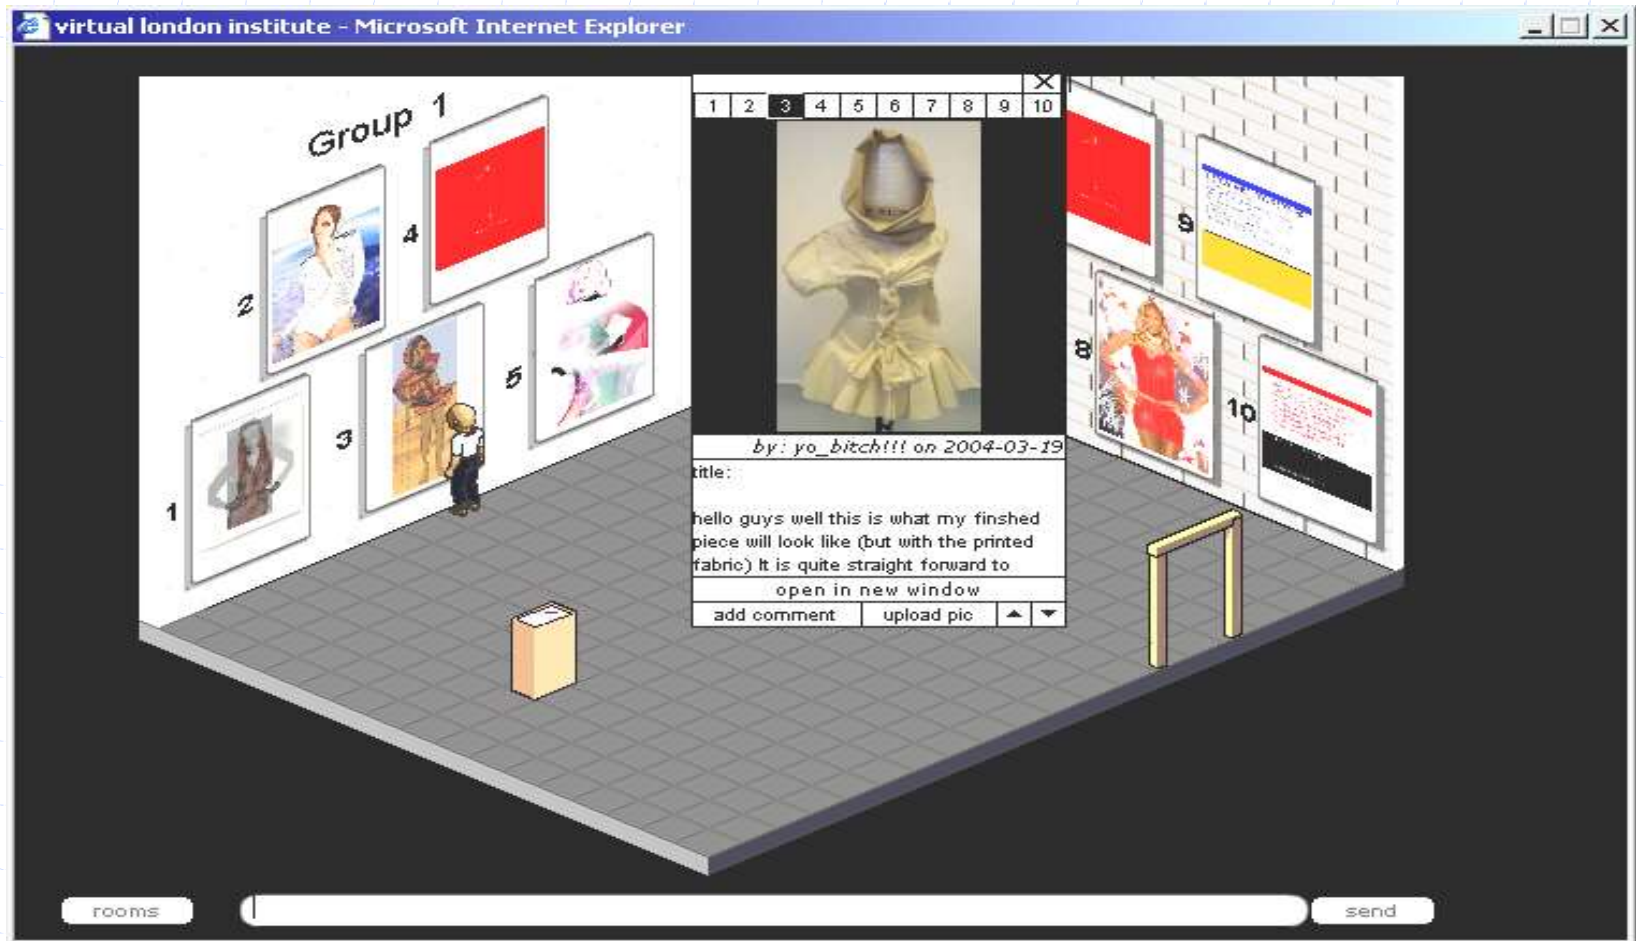 virtual london institute - Microsoft Internet Explorer
Group 1
1 2 3 4 5 6 7 8 9 10
2
4
1
3
5
9
8
10
by: yo_bitch!!! on 2004-03-19
title:
hello guys well this is what my finshed
piece will look like (but with the printed
fabric) It is quite straight forward to
open in new window
add comment upload pic
rooms
send